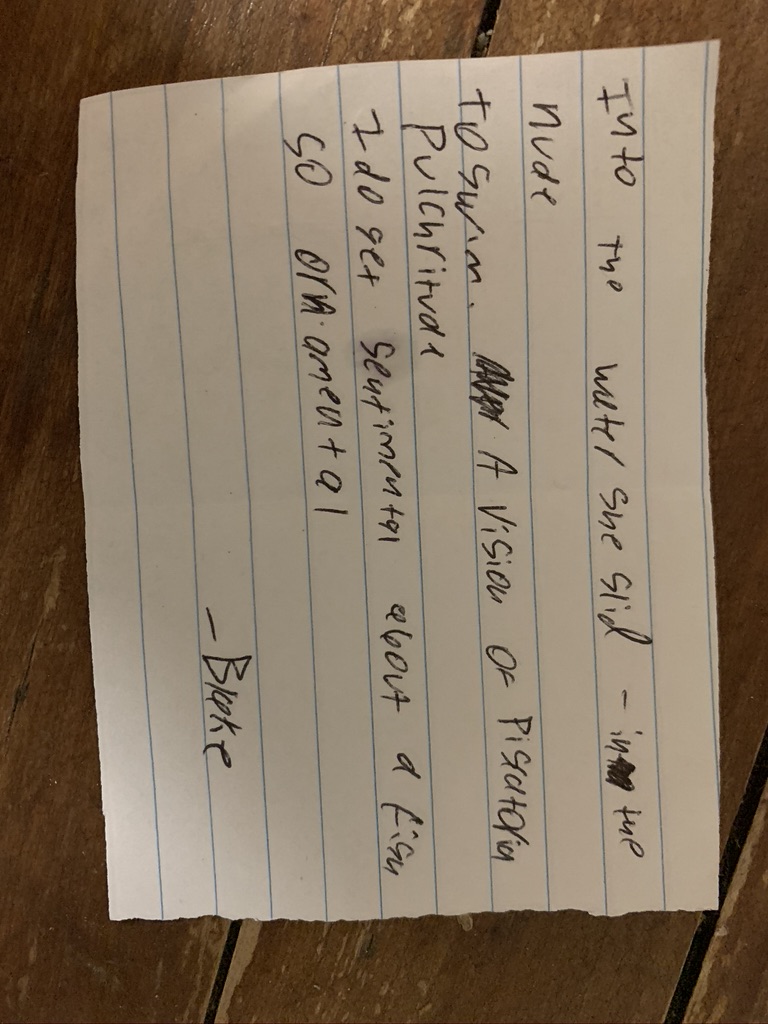 Into the water she slid - in the
nude
to swim. A vision of Piscatorin
Pulchritude
I do get sentimental about a fish
so ornamental
- Blake